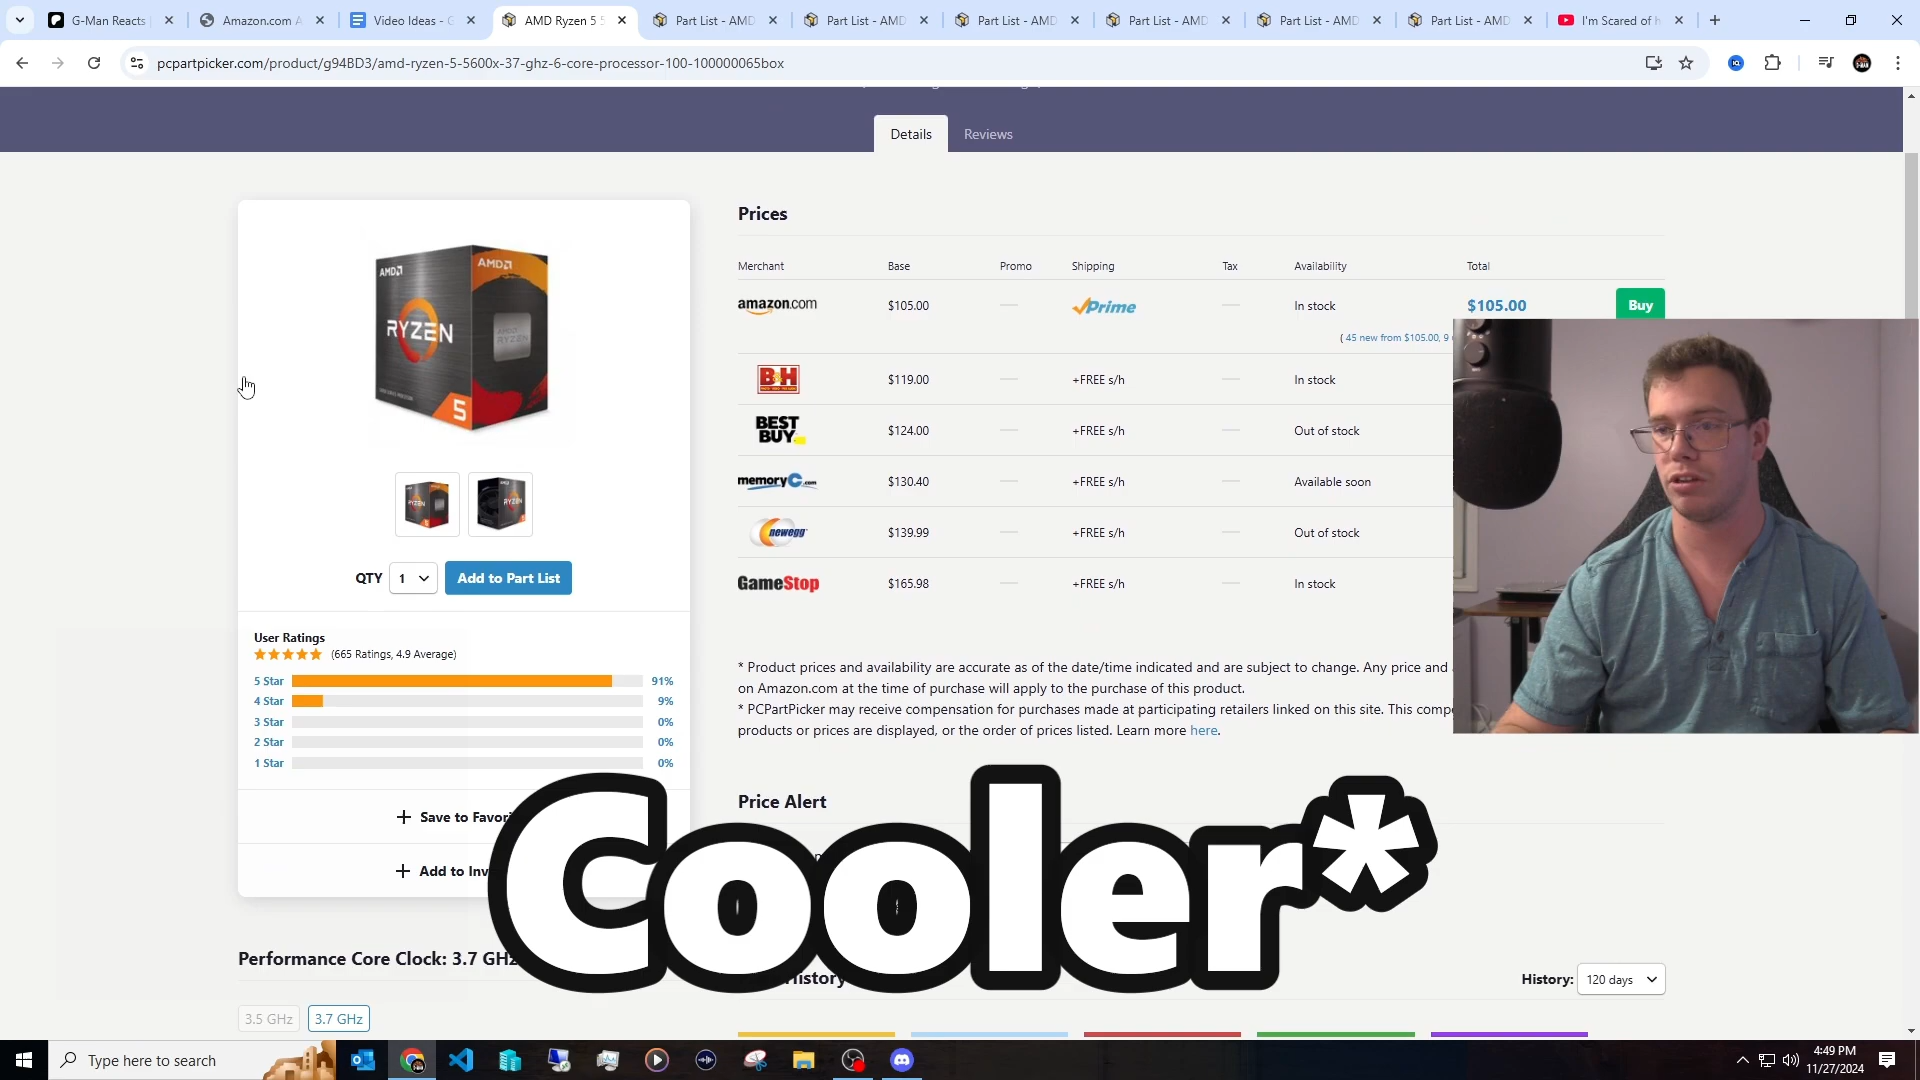 G-Man Reacts
Amazon.com A
Video Ideas - G
AMD Ryzen 5 5
Part List - AMD
Part List - AMD
Part List - AMD
Part List - AMD
Part List - AMD
Part List - AMD
I'm Scared of h
pcpartpicker.com/product/g94BD3/amd-ryzen-5-5600x-37-ghz-6-core-processor-100-100000065box
Details
Reviews
AMD
AMD
RYZEN
AMD
RYZEN
5
RYZEN
RYZEN
QTY 1 Add to Part List
User Ratings
(665 Ratings, 4.9 Average)
5 Star 91%
4 Star 9%
3 Star 0%
2 Star 0%
1 Star 0%
Save to Favori
Add to Inv
Performance Core Clock: 3.7 GHz
3.5 GHz 3.7 GHz
Prices
Merchant Base Promo Shipping Tax Availability Total
amazon.com $105.00 Prime In stock $105.00 Buy
( 45 new from $105.00, 9
B&H $119.00 +FREE s/h In stock
BEST BUY $124.00 +FREE s/h Out of stock
memoryC.com $130.40 +FREE s/h Available soon
newegg $139.99 +FREE s/h Out of stock
GameStop $165.98 +FREE s/h In stock
* Product prices and availability are accurate as of the date/time indicated and are subject to change. Any price and
on Amazon.com at the time of purchase will apply to the purchase of this product.
* PCPartPicker may receive compensation for purchases made at participating retailers linked on this site. This comp
products or prices are displayed, or the order of prices listed. Learn more here.
Price Alert
Cooler*
History
History: 120 days
Type here to search
4:49 PM
11/27/2024